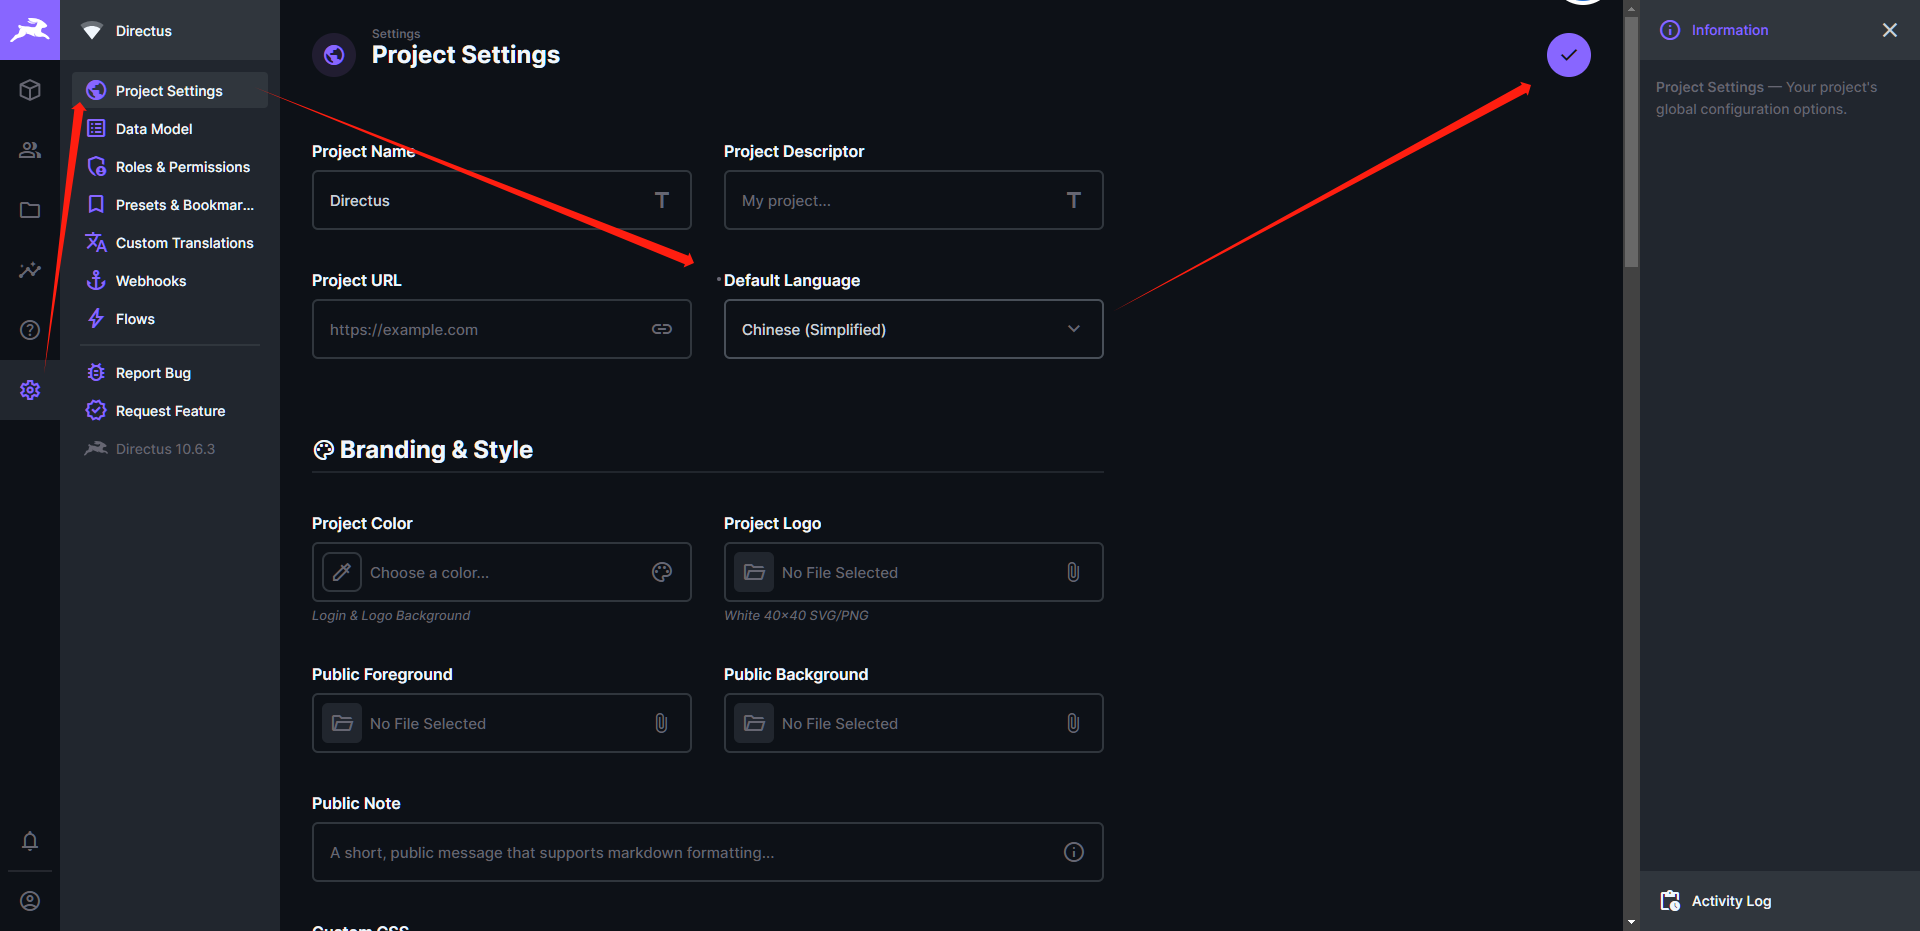 Directus
Project Settings
Data Model
Roles & Permissions
Presets & Bookmar...
Custom Translations
Webhooks
Flows
Report Bug
Request Feature
Directus 10.6.3
Settings
Project Settings
Project Name
Directus
Project Descriptor
My project...
Project URL
https://example.com
Default Language
Chinese (Simplified)
Branding & Style
Project Color
Choose a color...
Login & Logo Background
Project Logo
No File Selected
White 40x40 SVG/PNG
Public Foreground
No File Selected
Public Background
No File Selected
Public Note
A short, public message that supports markdown formatting...
Custom CSS
Information
Project Settings — Your project's
global configuration options.
Activity Log